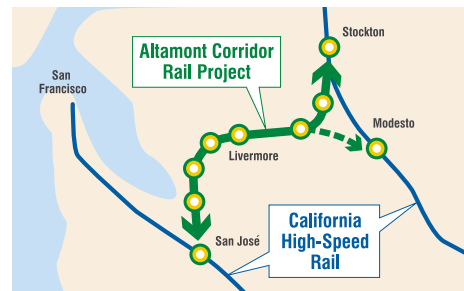 Stockton
Altamont Corridor
Rail Project
San
Francisco
Modesto
Livermore
California
High-Speed
Rail
San José